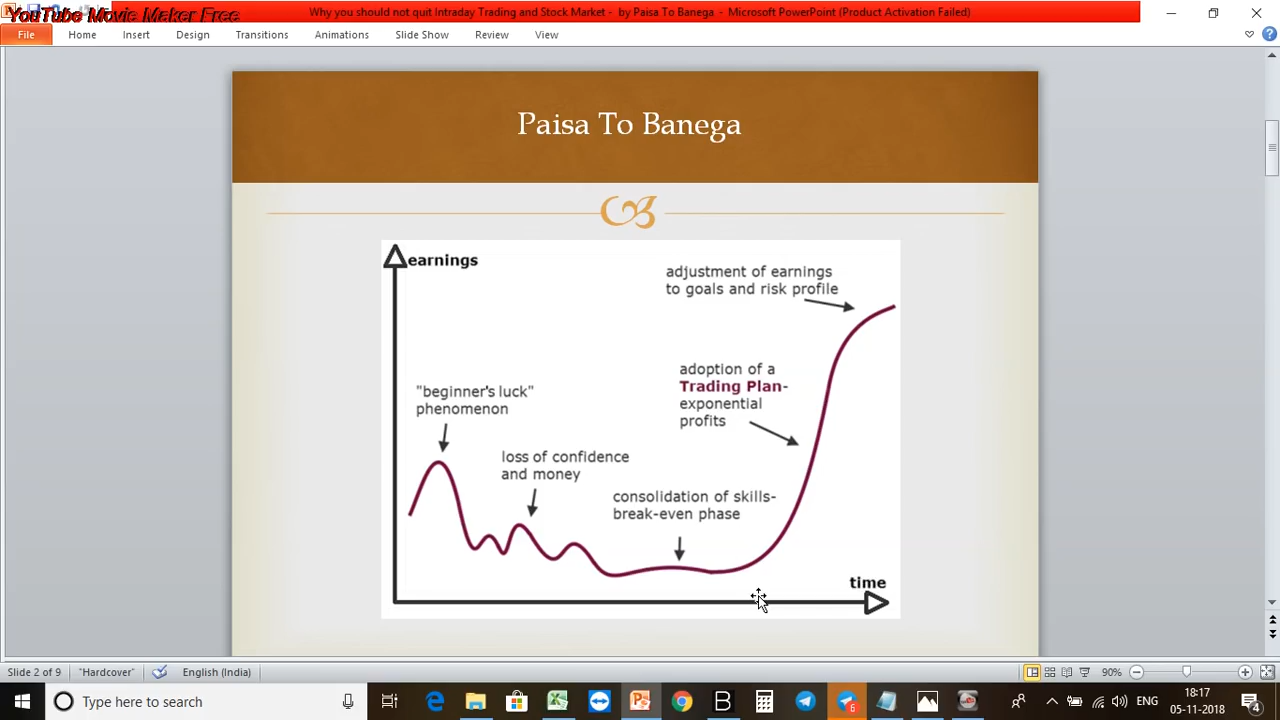 YouTube Movie Maker Free
Why you should not quit Intraday Trading and Stock Market - by Paisa To Banega - Microsoft PowerPoint (Product Activation Failed)
File Home Insert Design Transitions Animations Slide Show Review View
Paisa To Banega
earnings
adjustment of earnings
to goals and risk profile
adoption of a
Trading Plan-
exponential
profits
"beginner's luck"
phenomenon
loss of confidence
and money
consolidation of skills-
break-even phase
time
Slide 2 of 9 "Hardcover" English (India) 90%
Type here to search
6
ENG
18:17
05-11-2018
4